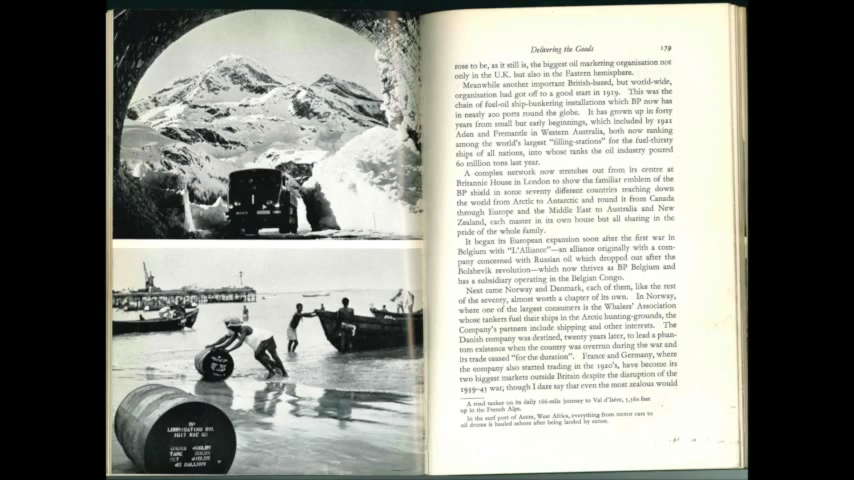 BP
LUBRICATING OIL
40 GALLONS
Delivering the Goods 179
rose to be, as it still is, the biggest oil marketing organisation not
only in the U.K. but also in the Eastern hemisphere.
Meanwhile another important British-based, but world-wide,
organisation had got off to a good start in 1919. This was the
chain of fuel-oil ship-bunkering installations which BP now has
in nearly 200 ports round the globe. It has grown up in forty
years from small but early beginnings, which included by 1921
Aden and Fremantle in Western Australia, both now ranking
among the world's largest "filling-stations" for the fuel-thirsty
ships of all nations, into whose tanks the oil industry poured
60 million tons last year.
A complex network now stretches out from its centre at
Britannic House in London to show the familiar emblem of the
BP shield in some seventy different countries reaching down
the world from Arctic to Antarctic and round it from Canada
through Europe and the Middle East to Australia and New
Zealand, each master in its own house but all sharing in the
pride of the whole family.
It began its European expansion soon after the first war in
Belgium with "L'Alliance"—an alliance originally with a com-
pany concerned with Russian oil which dropped out after the
Bolshevik revolution—which now thrives as BP Belgium and
has a subsidiary operating in the Belgian Congo.
Next came Norway and Denmark, each of them, like the rest
of the seventy, almost worth a chapter of its own. In Norway,
where one of the largest consumers is the Whalers' Association
whose tankers fuel their ships in the Arctic hunting-grounds, the
Company's partners include shipping and other interests. The
Danish company was destined, twenty years later, to lead a phan-
tom existence when the country was overrun during the war and
its trade ceased "for the duration". France and Germany, where
the company also started trading in the 1920's, have become its
two biggest markets outside Britain despite the disruption of the
1939-45 war; though I dare say that even the most zealous would
A road tanker on its daily 166-mile journey to Val d'Isère, 5,560 feet
up in the French Alps.
In the surf port of Accra, West Africa, everything from motor cars to
oil drums is hauled ashore after being landed by canoe.